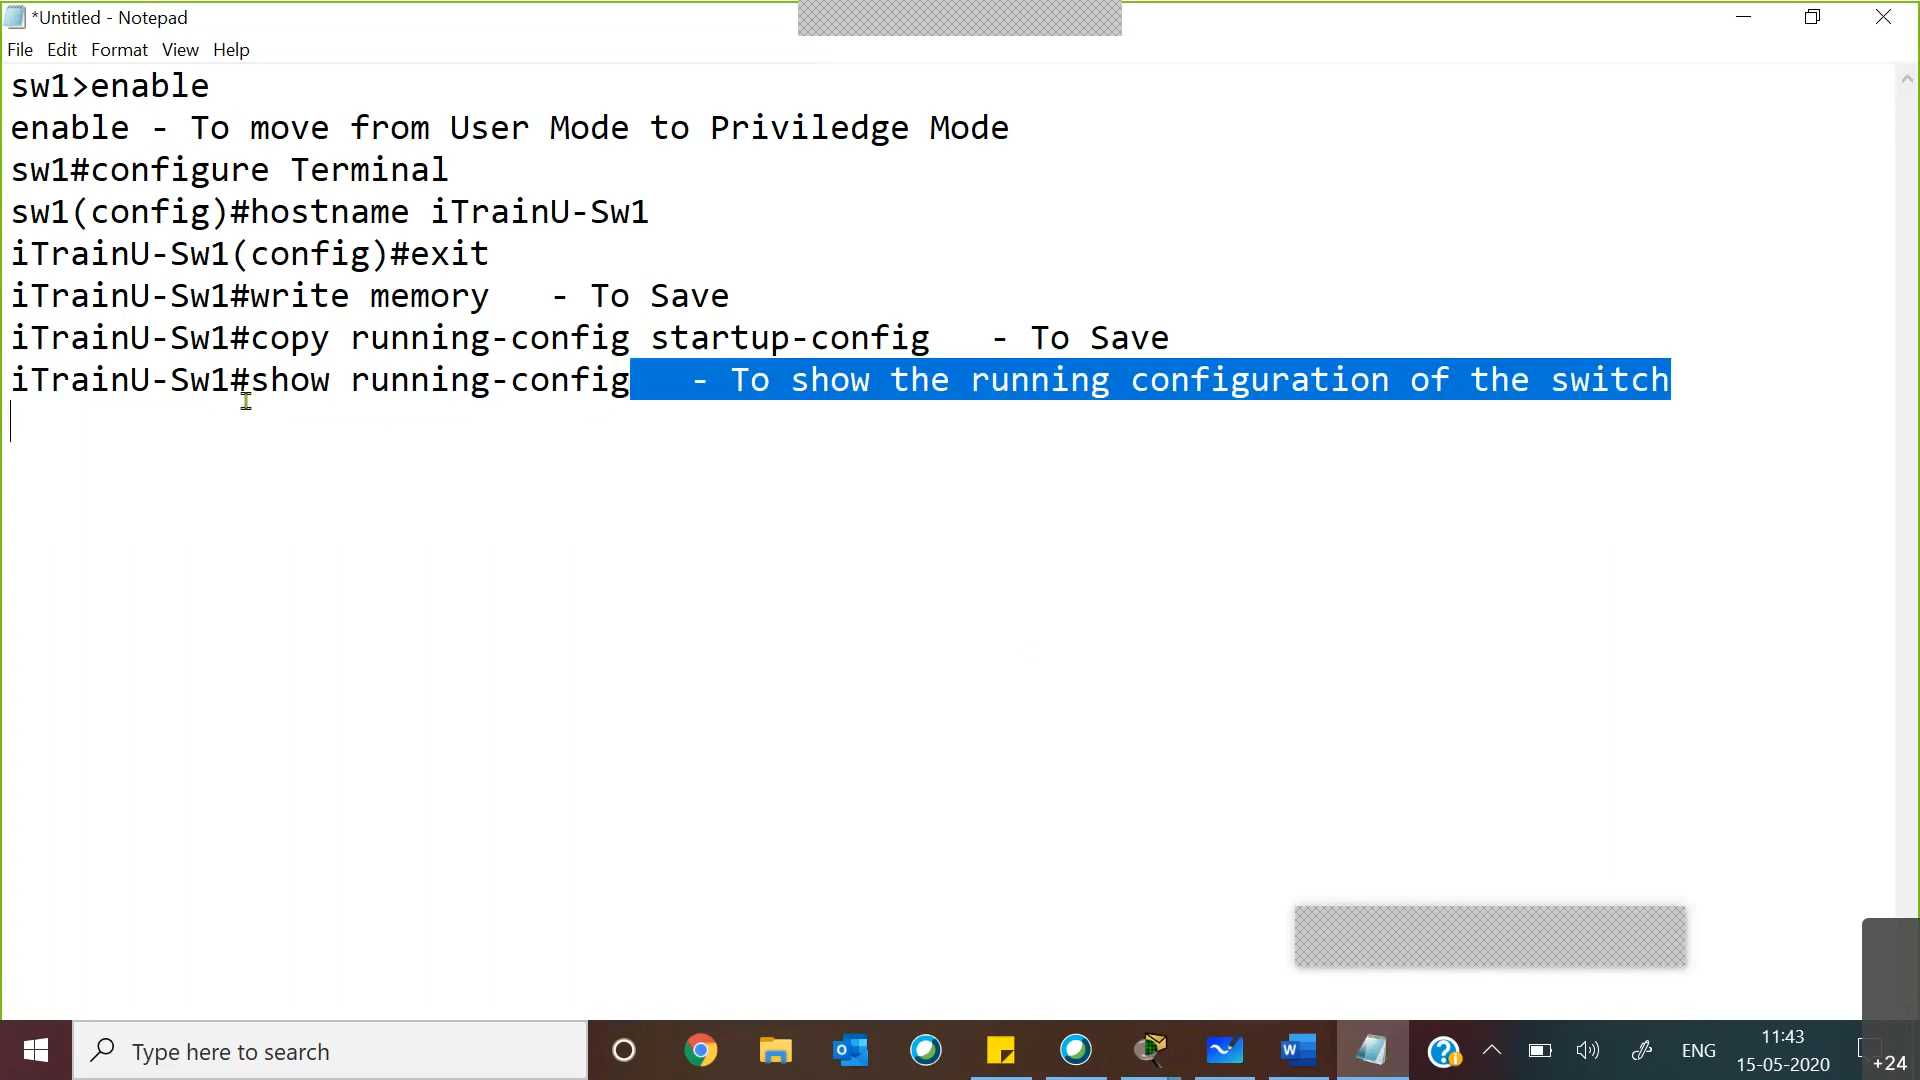 *Untitled - Notepad
File Edit Format View Help
sw1>enable
enable - To move from User Mode to Priviledge Mode
sw1#configure Terminal
sw1(config)#hostname iTrainU-Sw1
iTrainU-Sw1(config)#exit
iTrainU-Sw1#write memory   - To Save
iTrainU-Sw1#copy running-config startup-config   - To Save
iTrainU-Sw1#show running-config   - To show the running configuration of the switch
Type here to search
ENG
11:43
15-05-2020
+24